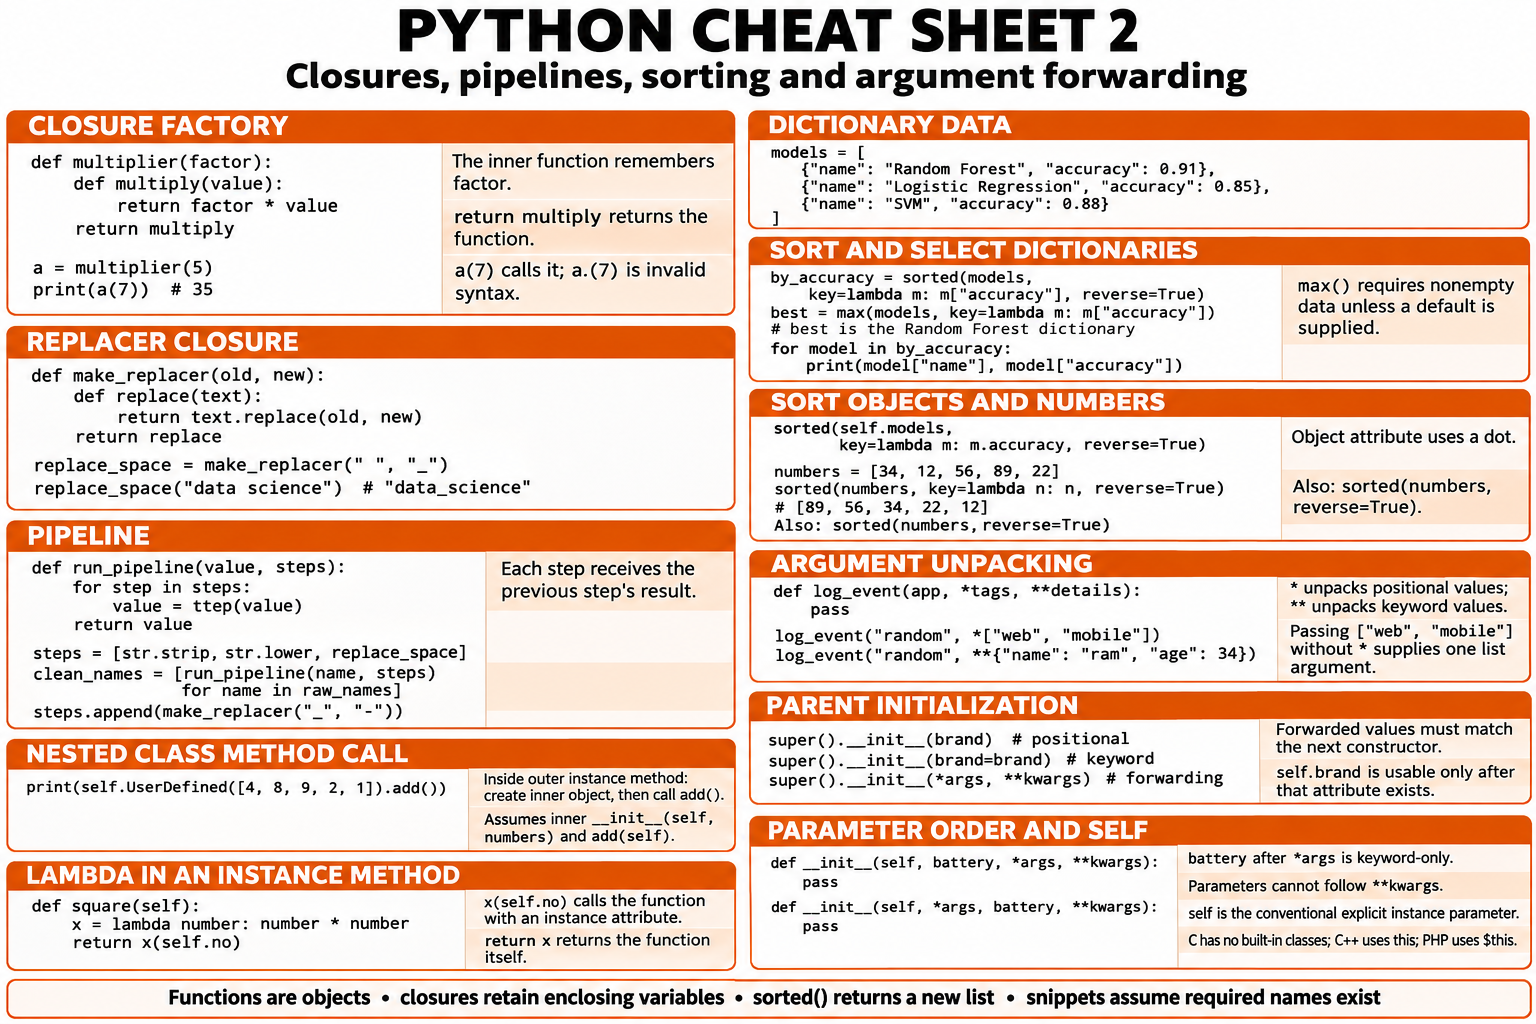 PYTHON CHEAT SHEET 2
Closures, pipelines, sorting and argument forwarding
CLOSURE FACTORY
def multiplier(factor):
    def multiply(value):
        return factor * value
    return multiply
a = multiplier(5)
print(a(7))  # 35
The inner function remembers
factor.
return multiply returns the
function.
a(7) calls it; a.(7) is invalid
syntax.
REPLACER CLOSURE
def make_replacer(old, new):
    def replace(text):
        return text.replace(old, new)
    return replace
replace_space = make_replacer(" ", "_")
replace_space("data science")  # "data_science"
PIPELINE
def run_pipeline(value, steps):
    for step in steps:
        value = ttep(value)
    return value
steps = [str.strip, str.lower, replace_space]
clean_names = [run_pipeline(name, steps)
               for name in raw_names]
steps.append(make_replacer("_", "-"))
Each step receives the
previous step's result.
NESTED CLASS METHOD CALL
print(self.UserDefined([4, 8, 9, 2, 1]).add())
Inside outer instance method:
create inner object, then call add().
Assumes inner __init__(self,
numbers) and add(self).
LAMBDA IN AN INSTANCE METHOD
def square(self):
    x = lambda number: number * number
    return x(self.no)
x(self.no) calls the function
with an instance attribute.
return x returns the function
itself.
DICTIONARY DATA
models = [
    {"name": "Random Forest", "accuracy": 0.91},
    {"name": "Logistic Regression", "accuracy": 0.85},
    {"name": "SVM", "accuracy": 0.88}
]
SORT AND SELECT DICTIONARIES
by_accuracy = sorted(models,
    key=lambda m: m["accuracy"], reverse=True)
best = max(models, key=lambda m: m["accuracy"])
# best is the Random Forest dictionary
for model in by_accuracy:
    print(model["name"], model["accuracy"])
max() requires nonempty
data unless a default is
supplied.
SORT OBJECTS AND NUMBERS
sorted(self.models,
       key=lambda m: m.accuracy, reverse=True)
numbers = [34, 12, 56, 89, 22]
sorted(numbers, key=lambda n: n, reverse=True)
# [89, 56, 34, 22, 12]
Also: sorted(numbers, reverse=True)
Object attribute uses a dot.
Also: sorted(numbers,
reverse=True).
ARGUMENT UNPACKING
def log_event(app, *tags, **details):
    pass
log_event("random", *["web", "mobile"])
log_event("random", **{"name": "ram", "age": 34})
* unpacks positional values;
** unpacks keyword values.
Passing ["web", "mobile"]
without * supplies one list
argument.
PARENT INITIALIZATION
super().__init__(brand)  # positional
super().__init__(brand=brand)  # keyword
super().__init__(*args, **kwargs)  # forwarding
Forwarded values must match
the next constructor.
self.brand is usable only after
that attribute exists.
PARAMETER ORDER AND SELF
def __init__(self, battery, *args, **kwargs):
    pass
def __init__(self, *args, battery, **kwargs):
    pass
battery after *args is keyword-only.
Parameters cannot follow **kwargs.
self is the conventional explicit instance parameter.
C has no built-in classes; C++ uses this; PHP uses $this.
Functions are objects • closures retain enclosing variables • sorted() returns a new list • snippets assume required names exist